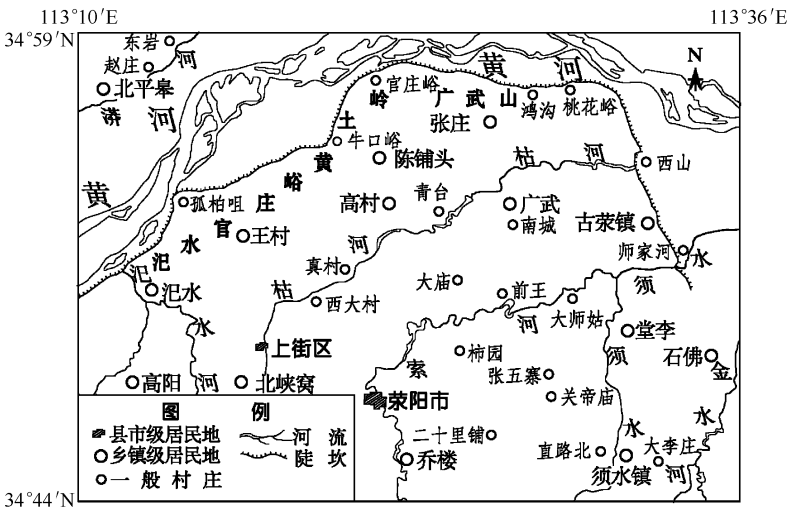 113°10′E
113°36′E
34°59′N
东岩
赵庄
河
北平皋
漭
河
黄
河
N
官庄峪
岭
广武山
鸿沟
桃花峪
土
张庄
牛口峪
黄
陈铺头
枯
河
西山
峪
黄
孤柏咀
庄
高村
青台
广武
官
王村
南城
古荥镇
水
河
师家河
水
汜
汜
真村
汜水
枯
西大村
大庙
前王
须
水
河
大师姑
堂李
上街区
柿园
须
石佛
索
张五寨
金
高阳
河
北峡窝
荥阳市
关帝庙
水
图例
县市级居民地
河流
乡镇级居民地
陡坎
一般村庄
二十里铺
水
乔楼
直路北
大李庄
须水镇
河
34°44′N